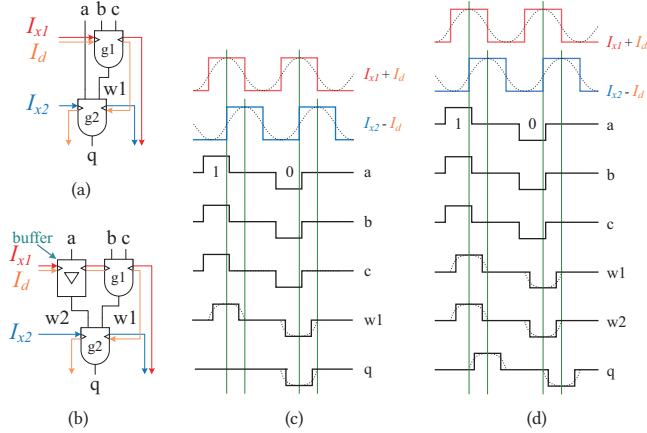 a b c
I_x1
I_d
g1
w1
I_x2
g2
q
(a)
buffer
a b c
I_x1
I_d
g1
w2 w1
I_x2
g2
q
(b)
I_x1 + I_d
I_x2 - I_d
1 0 a
b
c
w1
q
(c)
I_x1 + I_d
I_x2 - I_d
1 0 a
b
c
w1
w2
q
(d)